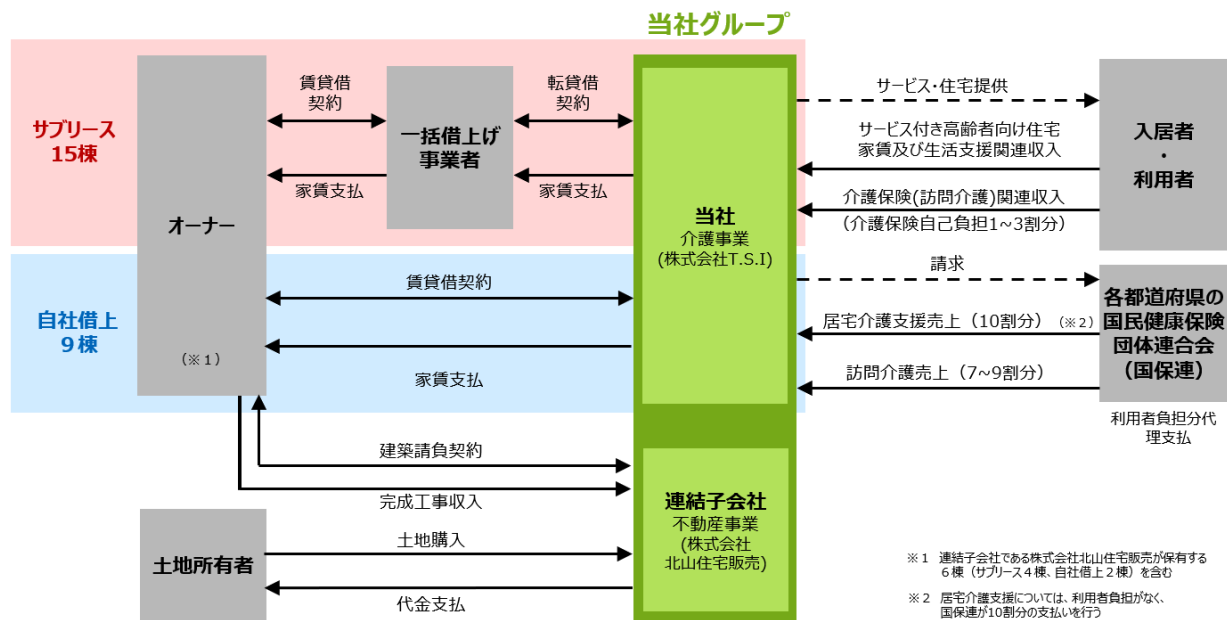 当社グループ
サブリース
15棟
オーナー
(※1)
賃貸借
契約
家賃支払
一括借上げ
事業者
転貸借
契約
家賃支払
当社
介護事業
(株式会社T.S.I)
サービス・住宅提供
サービス付き高齢者向け住宅
家賃及び生活支援関連収入
介護保険(訪問介護)関連収入
(介護保険自己負担1~3割分)
入居者
・
利用者
自社借上
9棟
賃貸借契約
家賃支払
請求
居宅介護支援売上（10割分）（※2）
訪問介護売上（7~9割分）
各都道府県の
国民健康保険
団体連合会
（国保連）
利用者負担分代
理支払
建築請負契約
完成工事収入
連結子会社
不動産事業
(株式会社
北山住宅販売)
土地所有者
土地購入
代金支払
※1 連結子会社である株式会社北山住宅販売が保有する
6棟（サブリース4棟、自社借上2棟）を含む
※2 居宅介護支援については、利用者負担がなく、
国保連が10割分の支払いを行う